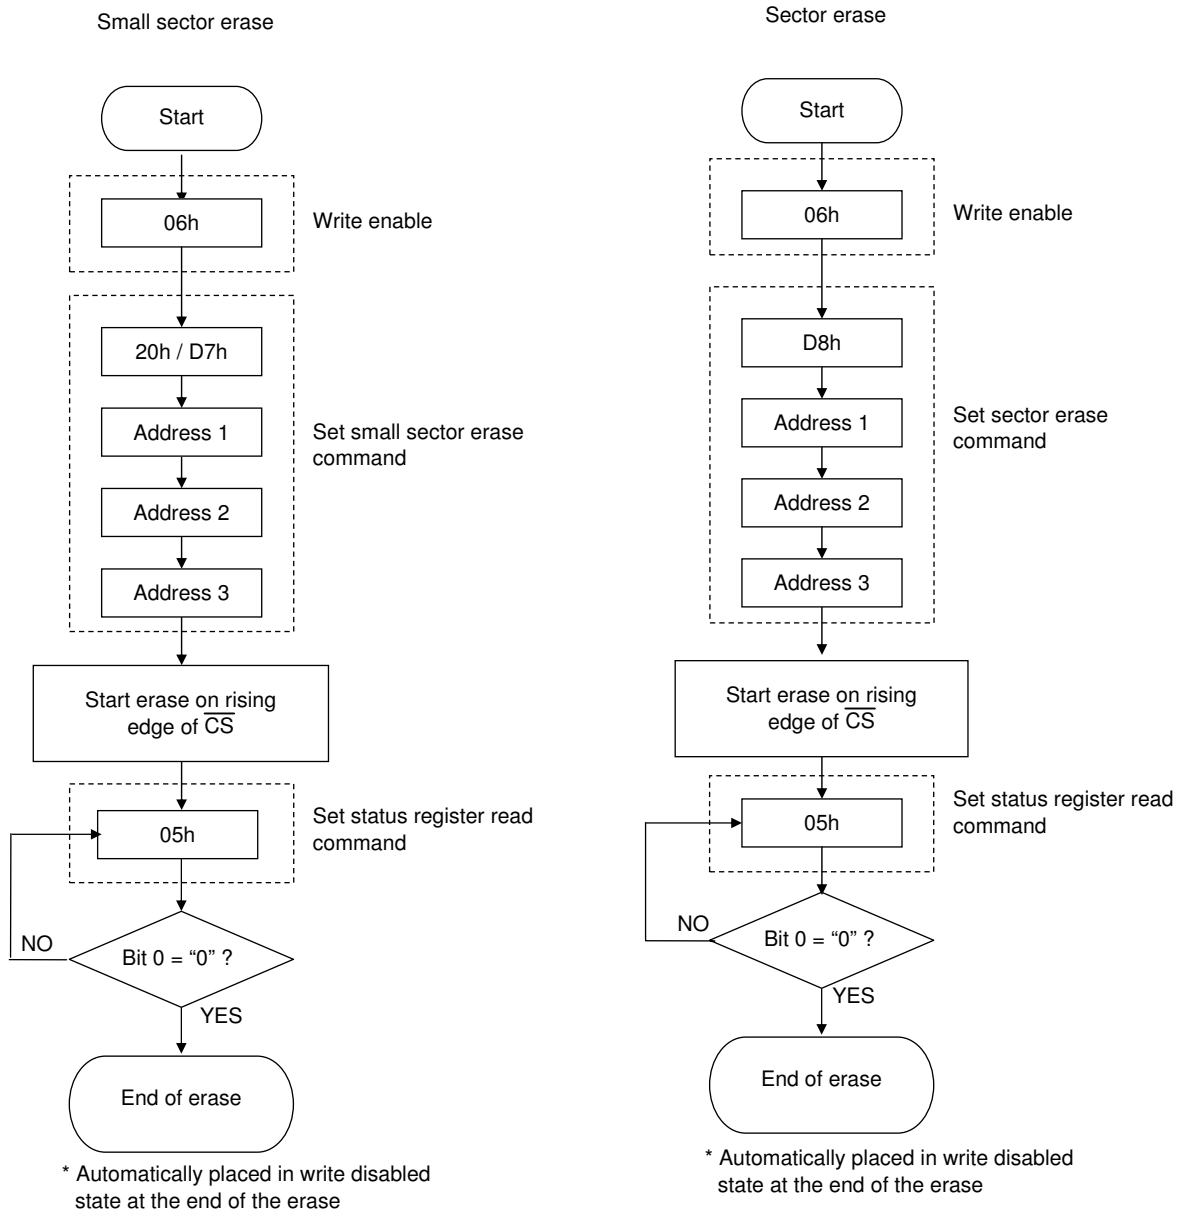 Small sector erase
Start
06h
Write enable
20h / D7h
Address 1
Set small sector erase
command
Address 2
Address 3
Start erase on rising
edge of C̅S̅
05h
Set status register read
command
NO
Bit 0 = “0” ?
YES
End of erase
* Automatically placed in write disabled
state at the end of the erase
Sector erase
Start
06h
Write enable
D8h
Address 1
Set sector erase
command
Address 2
Address 3
Start erase on rising
edge of C̅S̅
05h
Set status register read
command
NO
Bit 0 = “0” ?
YES
End of erase
* Automatically placed in write disabled
state at the end of the erase